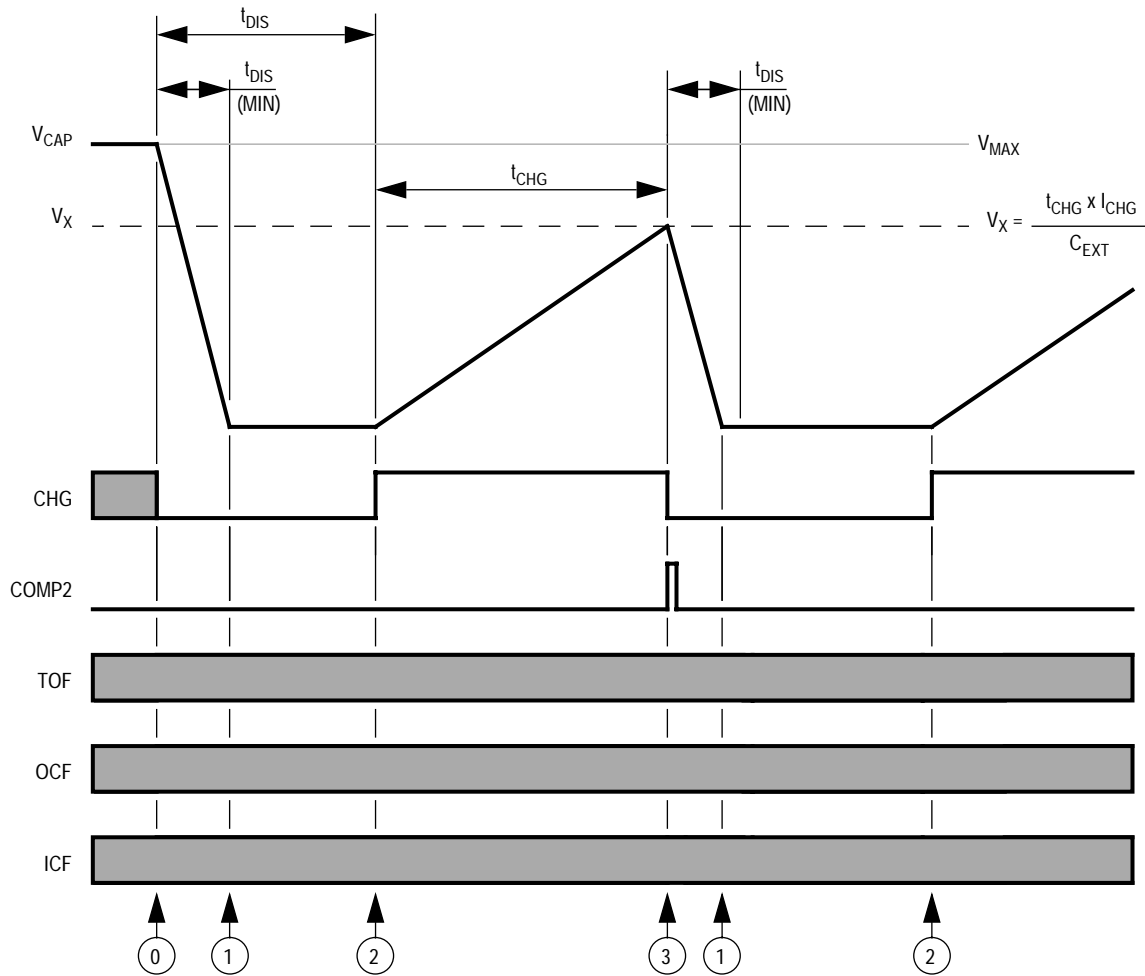 tDIS
tDIS
(MIN)
tDIS
(MIN)
VCAP
VMAX
tCHG
VX
VX = tCHG x ICHG
CEXT
CHG
COMP2
TOF
OCF
ICF
0 1 2 3 1 2